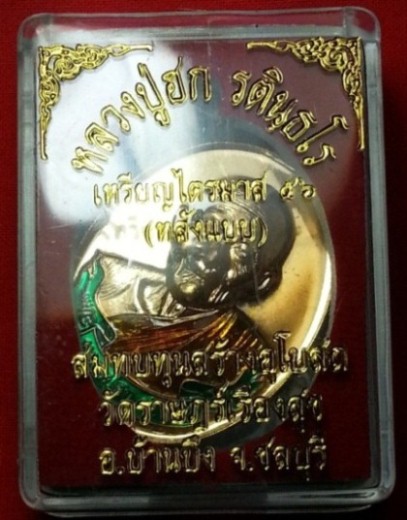 หลวงปู่ฮก รตินฺธโร
เหรียญไตรมาส ๕๖
(หลังแบบ)
สมทบทุนสร้างอุโบสถ
วัดราษฎร์เรืองสุข
อ.บ้านบึง จ.ชลบุรี